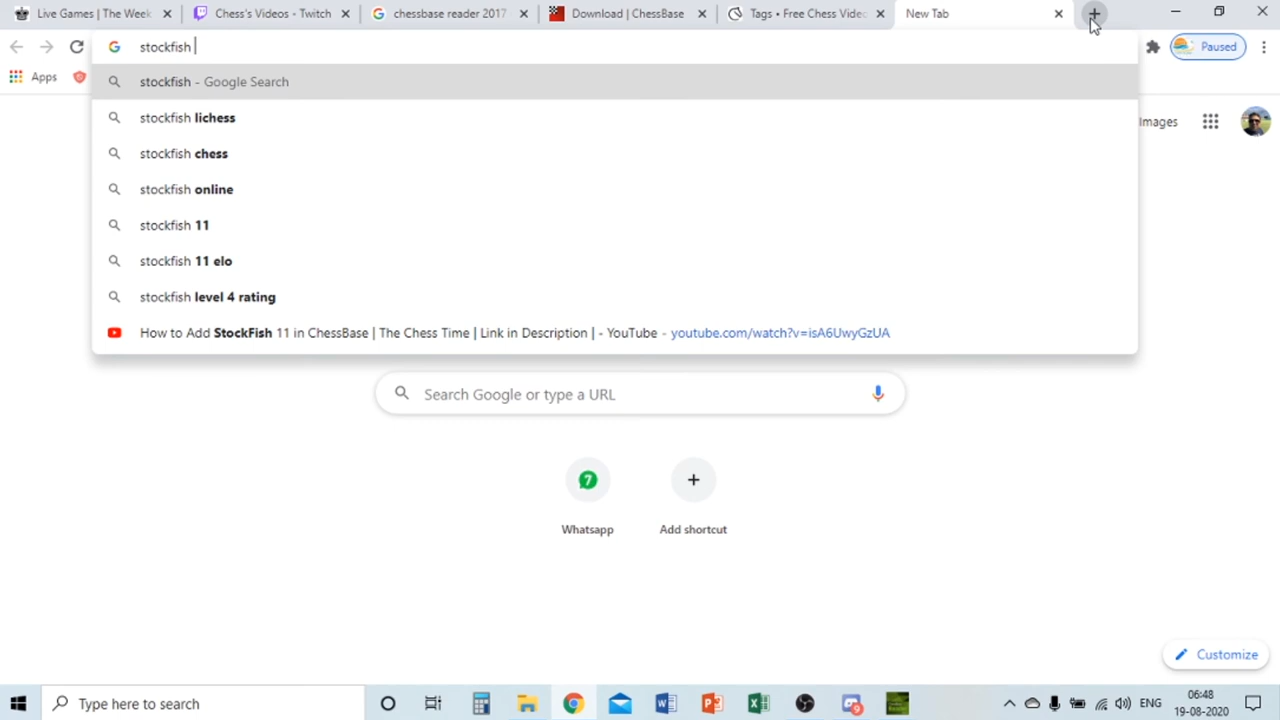 Live Games | The Week
Chess's Videos - Twitch
chessbase reader 2017
Download | ChessBase
Tags • Free Chess Vide
New Tab
stockfish
Paused
stockfish - Google Search
Apps
stockfish lichess
Images
stockfish chess
stockfish online
stockfish 11
stockfish 11 elo
stockfish level 4 rating
How to Add StockFish 11 in ChessBase | The Chess Time | Link in Description | - YouTube - youtube.com/watch?v=isA6UwyGzUA
Search Google or type a URL
7
Whatsapp
Add shortcut
Customize
Type here to search
9
ENG
06:48
19-08-2020